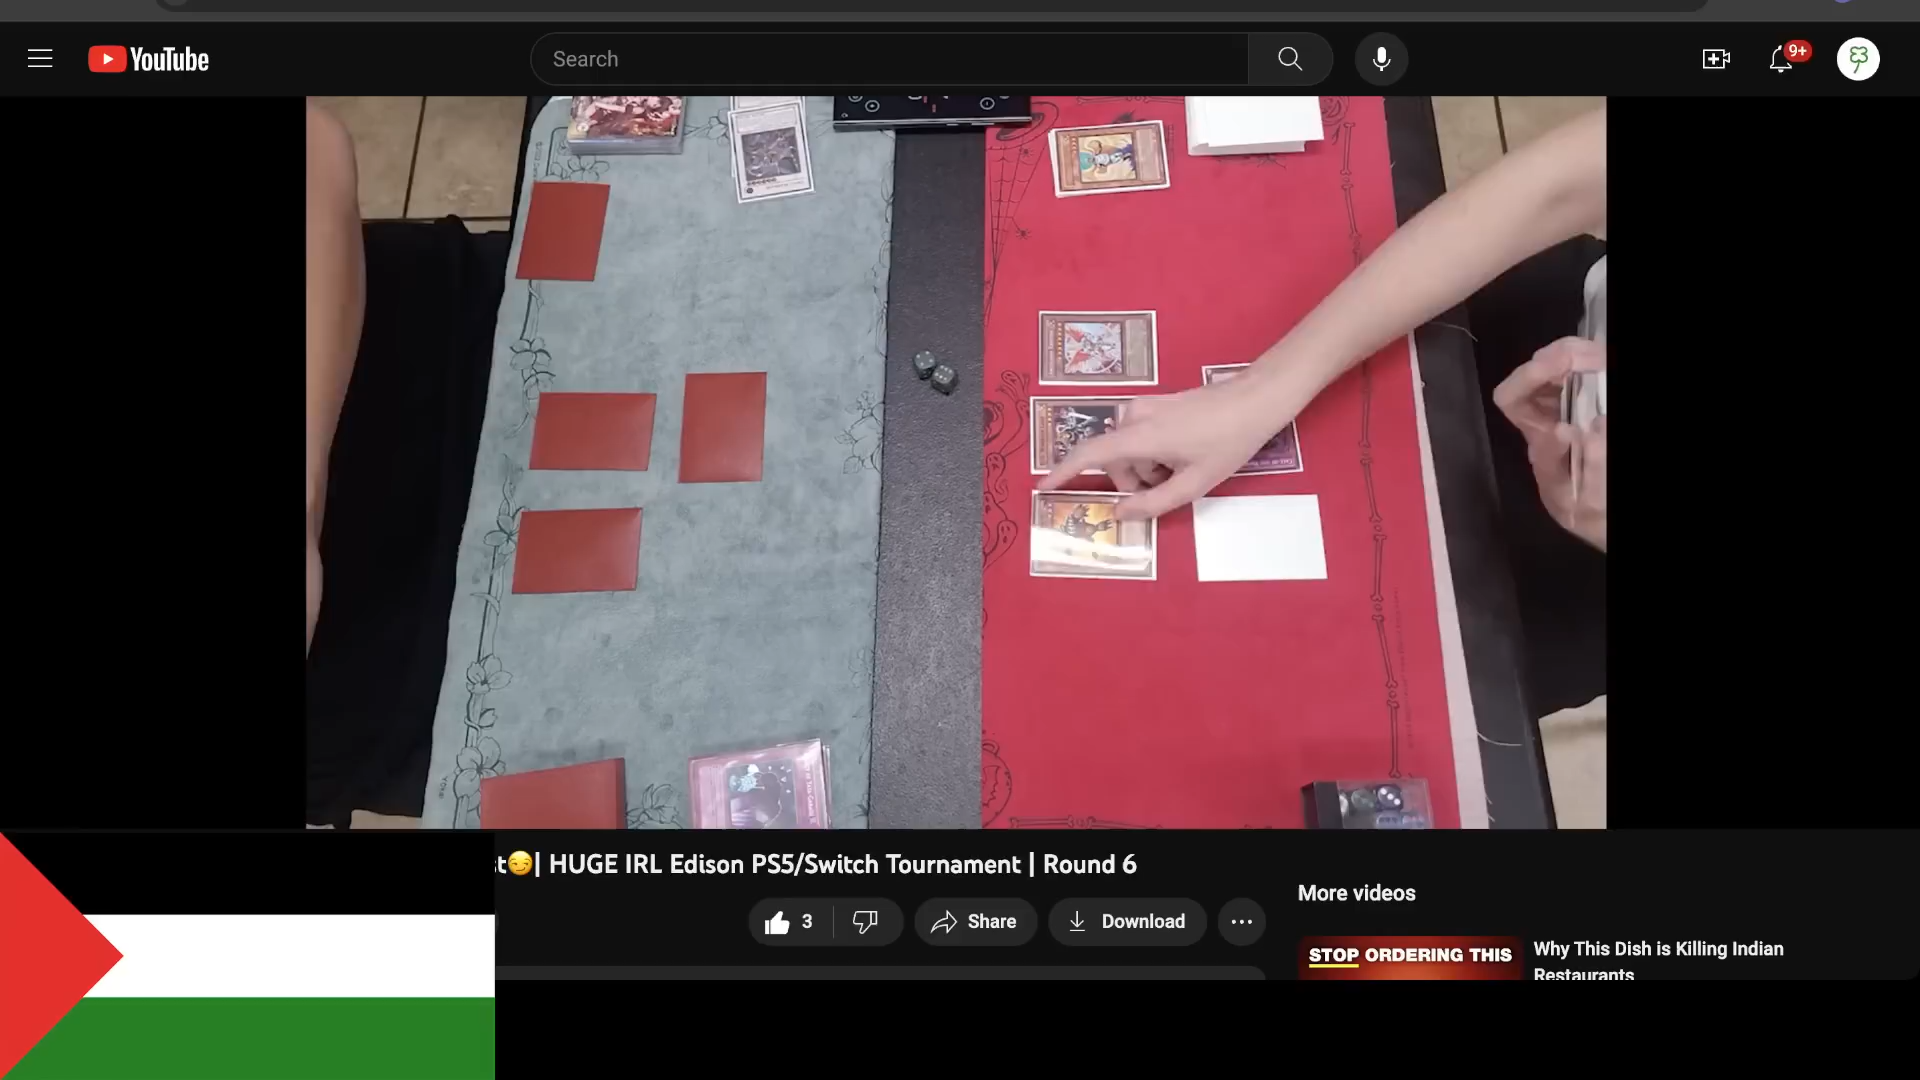 YouTube
Search
9+
t😏| HUGE IRL Edison PS5/Switch Tournament | Round 6
3
Share
Download
More videos
STOP ORDERING THIS
Why This Dish is Killing Indian
Restaurants